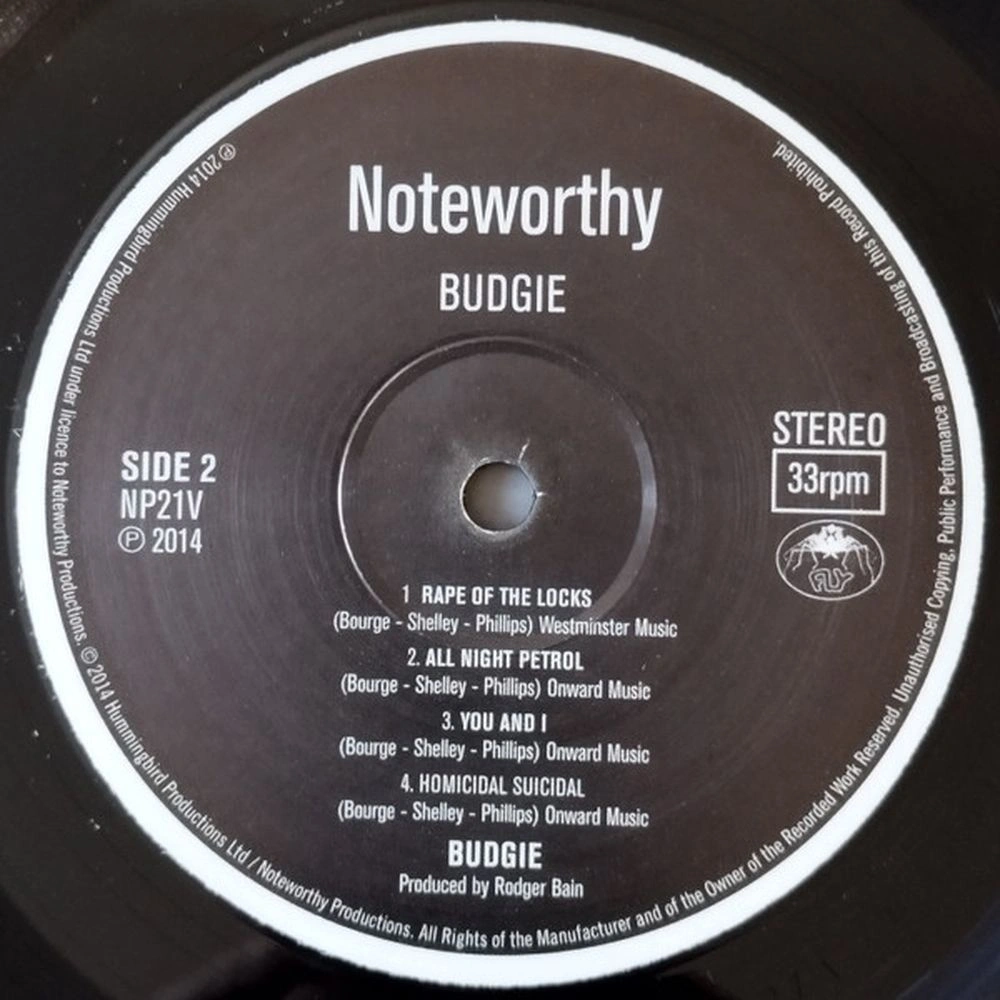 Noteworthy
BUDGIE
SIDE 2
NP21V
Ⓟ 2014
STEREO
33rpm
FLY
1 RAPE OF THE LOCKS
(Bourge - Shelley - Phillips) Westminster Music
2. ALL NIGHT PETROL
(Bourge - Shelley - Phillips) Onward Music
3. YOU AND I
(Bourge - Shelley - Phillips) Onward Music
4. HOMICIDAL SUICIDAL
(Bourge - Shelley - Phillips) Onward Music
BUDGIE
Produced by Rodger Bain
Ⓟ 2014 Hummingbird Productions Ltd under licence to Noteworthy Productions. © 2014 Hummingbird Productions Ltd / Noteworthy Productions. All Rights of the Manufacturer and of the Owner of the Recorded Work Reserved. Unauthorised Copying, Public Performance and Broadcasting of this Record Prohibited.